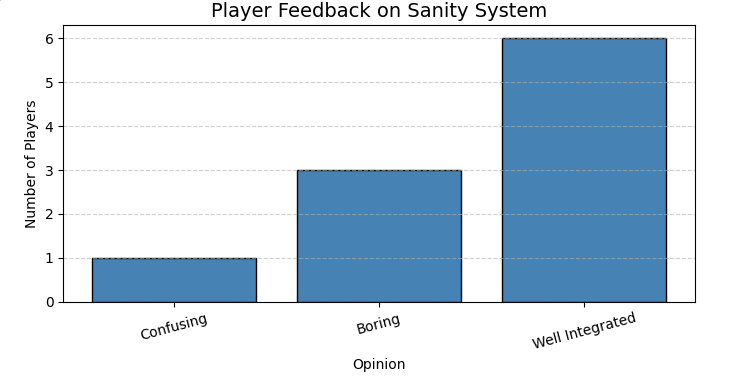 Player Feedback on Sanity System
6
5
4
3
2
1
0
Number of Players
Confusing
Boring
Well Integrated
Opinion